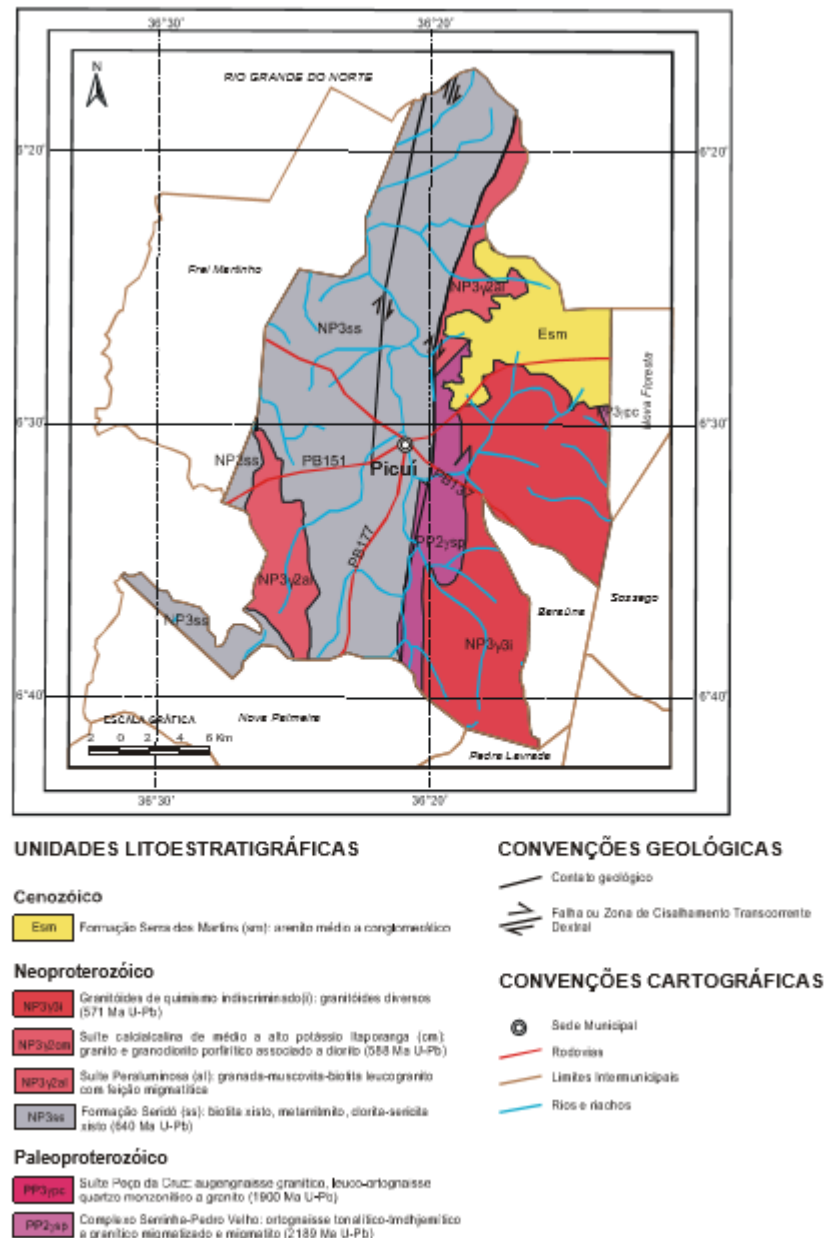 36°30'
36°20'
N
RIO GRANDE DO NORTE
6°20'
6°20'
Frei Martinho
NP3γ2al
NP3ss
Esm
Nova Floresta
PP3γpc
6°30'
6°30'
NP3ss
PB151
Picuí
PB137
PB177
PP2γsp
NP3γ2al
Baraúna
Sossego
NP3ss
NP3γ3i
6°40'
6°40'
ESCALA GRÁFICA
Nova Palmeira
2 0 2 4 6 Km
Pedra Lavrada
36°30'
36°20'
UNIDADES LITOESTRATIGRÁFICAS
Cenozóico
Esm Formação Serra dos Martins (sm): arenito médio a conglomerático
Neoproterozóico
NP3γ3i Granitóides de quimismo indiscriminado(i): granitóides diversos
(571 Ma U-Pb)
NP3γ2cm Suíte calcialcalina de médio a alto potássio Itaporanga (cm):
granito e granodiorito porfirítico associado a diorito (588 Ma U-Pb)
NP3γ2al Suíte Peraluminosa (al): granada-muscovita-biotita leucogranito
com feição migmatítica
NP3ss Formação Seridó (ss): biotita xisto, metarritmito, clorita-sericita
xisto (640 Ma U-Pb)
Paleoproterozóico
PP3γpc Suíte Poço da Cruz: augengnaisse granítico, leuco-ortognaisse
quartzo monzonítico a granito (1900 Ma U-Pb)
PP2γsp Complexo Serrinha-Pedro Velho: ortognaisse tonalítico-trndhjemítico
e granítico migmatizado e migmatito (2189 Ma U-Pb)
CONVENÇÕES GEOLÓGICAS
Contato geológico
Falha ou Zona de Cisalhamento Transcorrente
Dextral
CONVENÇÕES CARTOGRÁFICAS
Sede Municipal
Rodovias
Limites Intermunicipais
Rios e riachos